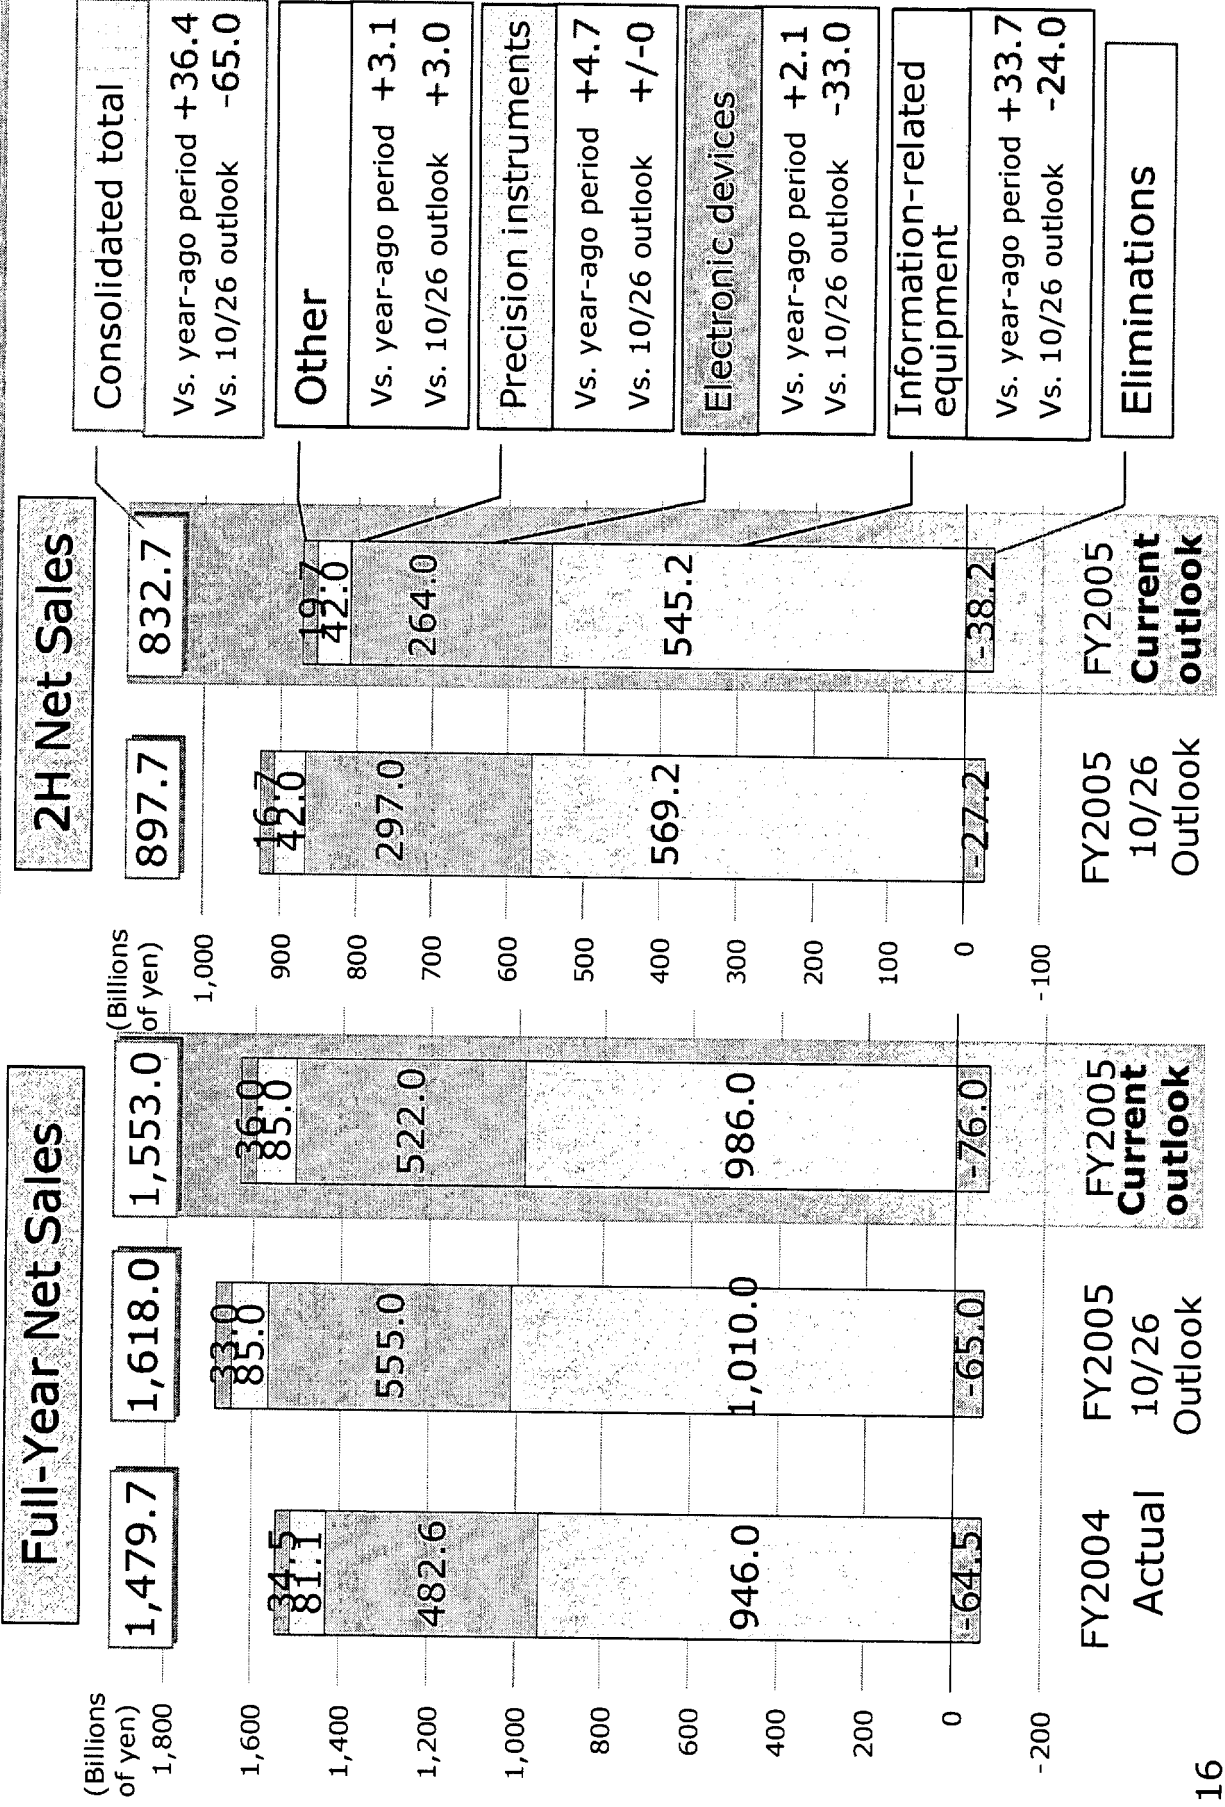 Full-Year Net Sales
(Billions
of yen)
1,479.7
1,618.0
1,553.0
1,800
1,600
1,400
1,200
1,000
800
600
400
200
0
-200
34.5
81.1
482.6
946.0
-64.5
33.0
85.0
555.0
1,010.0
-65.0
36.0
85.0
522.0
986.0
-76.0
FY2004
Actual
FY2005
10/26
Outlook
FY2005
Current
outlook
2H Net Sales
(Billions
of yen)
897.7
832.7
1,000
900
800
700
600
500
400
300
200
100
0
-100
16.7
42.0
297.0
569.2
-27.2
19.7
42.0
264.0
545.2
-38.2
FY2005
10/26
Outlook
FY2005
Current
outlook
Consolidated total
Vs. year-ago period +36.4
Vs. 10/26 outlook -65.0
Other
Vs. year-ago period +3.1
Vs. 10/26 outlook +3.0
Precision instruments
Vs. year-ago period +4.7
Vs. 10/26 outlook +/-0
Electronic devices
Vs. year-ago period +2.1
Vs. 10/26 outlook -33.0
Information-related
equipment
Vs. year-ago period +33.7
Vs. 10/26 outlook -24.0
Eliminations
16